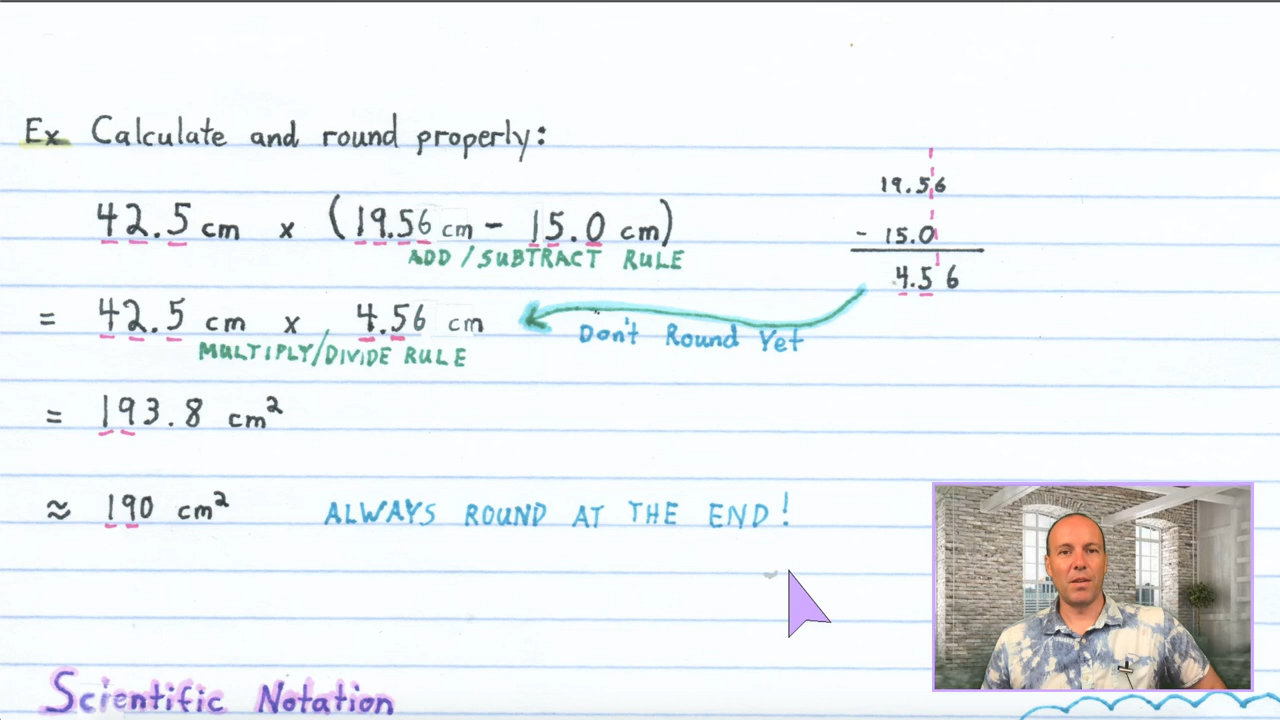 Ex Calculate and round properly:
42.5 cm x (19.56 cm - 15.0 cm)
ADD/SUBTRACT RULE
19.56
- 15.0
4.56
= 42.5 cm x 4.56 cm
MULTIPLY/DIVIDE RULE
Don't Round Yet
= 193.8 cm²
≈ 190 cm² ALWAYS ROUND AT THE END!
Scientific Notation